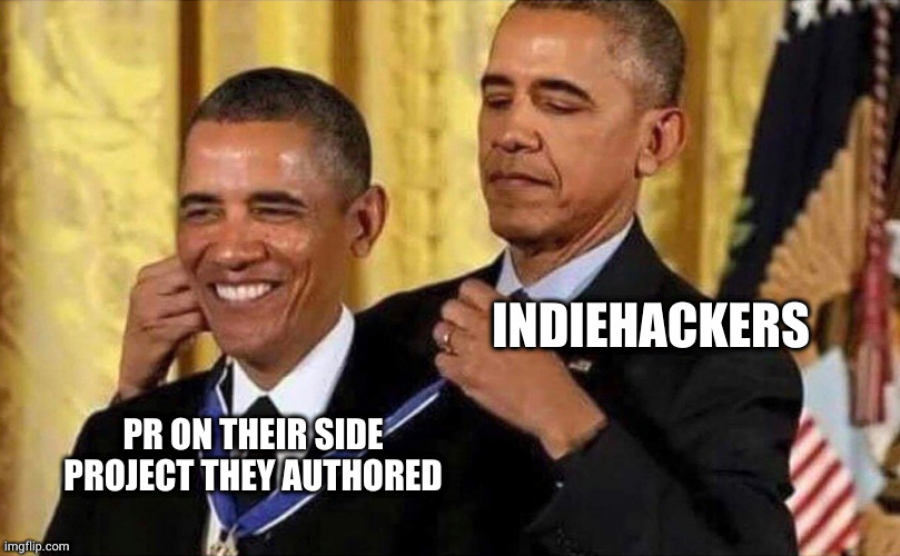 INDIEHACKERS
PR ON THEIR SIDE
PROJECT THEY AUTHORED
imgflip.com